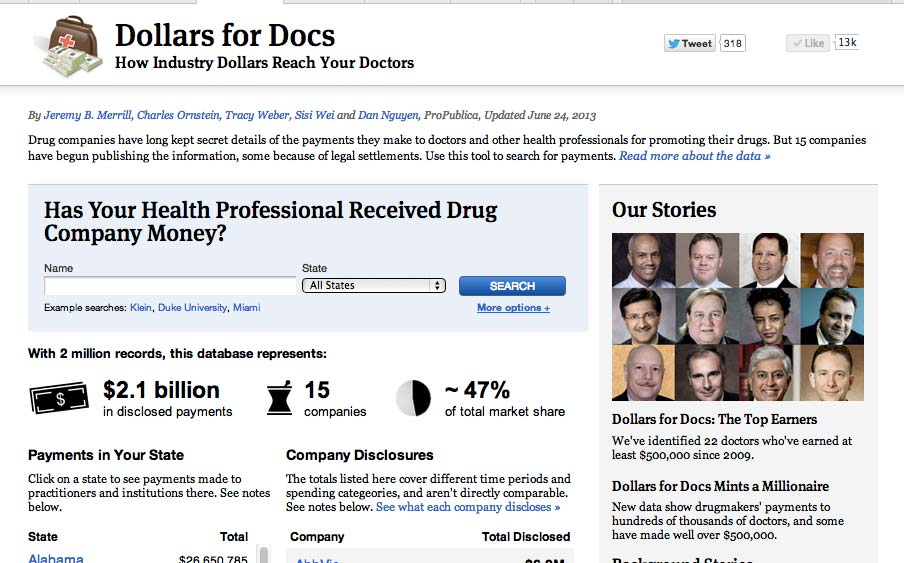 Dollars for Docs
How Industry Dollars Reach Your Doctors
Tweet 318
Like 13k
By Jeremy B. Merrill, Charles Ornstein, Tracy Weber, Sisi Wei and Dan Nguyen, ProPublica, Updated June 24, 2013
Drug companies have long kept secret details of the payments they make to doctors and other health professionals for promoting their drugs. But 15 companies
have begun publishing the information, some because of legal settlements. Use this tool to search for payments. Read more about the data »
Has Your Health Professional Received Drug
Company Money?
Name
State
All States
SEARCH
Example searches: Klein, Duke University, Miami
More options +
With 2 million records, this database represents:
$
$2.1 billion
in disclosed payments
15
companies
~ 47%
of total market share
Payments in Your State
Click on a state to see payments made to
practitioners and institutions there. See notes
below.
State Total
Alabama $26,650,785
Company Disclosures
The totals listed here cover different time periods and
spending categeories, and aren't directly comparable.
See notes below. See what each company discloses »
Company Total Disclosed
AbbVie
Our Stories
Dollars for Docs: The Top Earners
We've identified 22 doctors who've earned at
least $500,000 since 2009.
Dollars for Docs Mints a Millionaire
New data show drugmakers' payments to
hundreds of thousands of doctors, and some
have made well over $500,000.
Background Stories